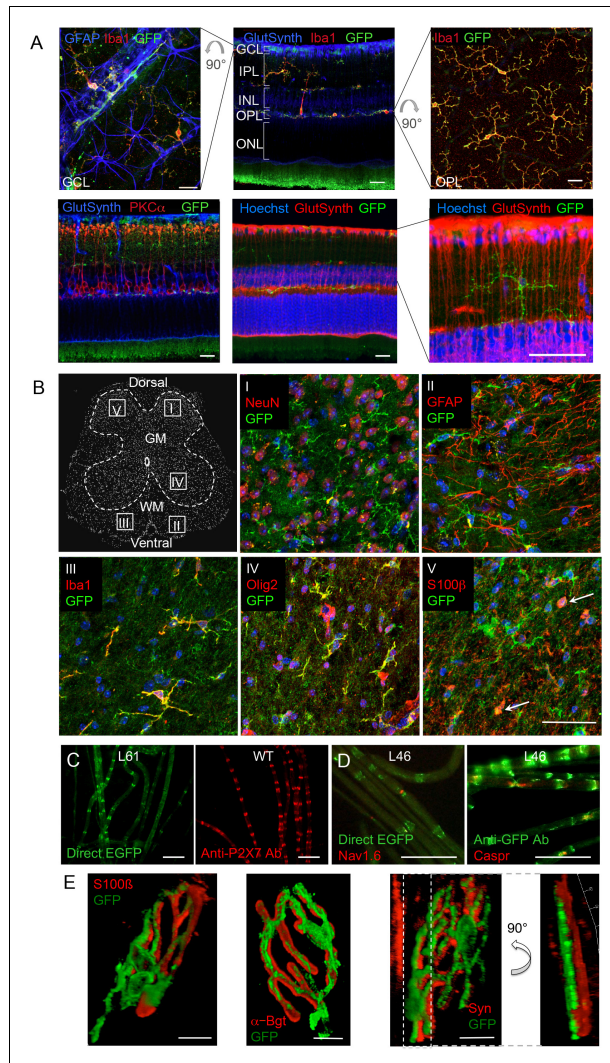 A
GFAP Iba1 GFP
GCL
90°
GlutSynth Iba1 GFP
GCL
IPL
INL
OPL
ONL
90°
Iba1 GFP
OPL
GlutSynth PKCα GFP
Hoechst GlutSynth GFP
Hoechst GlutSynth GFP
B
Dorsal
V
I
GM
IV
WM
III
II
Ventral
I
NeuN
GFP
II
GFAP
GFP
III
Iba1
GFP
IV
Olig2
GFP
V
S100β
GFP
C
L61
Direct EGFP
WT
Anti-P2X7 Ab
D
L46
Direct EGFP
Nav1.6
L46
Anti-GFP Ab
Caspr
E
S100ß
GFP
α-Bgt
GFP
Syn
GFP
90°